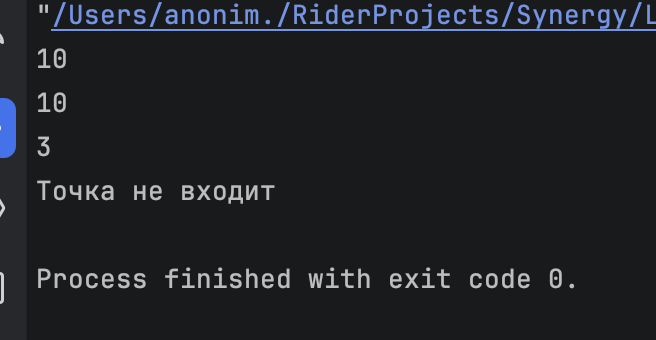 "/Users/anonim./RiderProjects/Synergy/L
10
10
3
Точка не входит
Process finished with exit code 0.